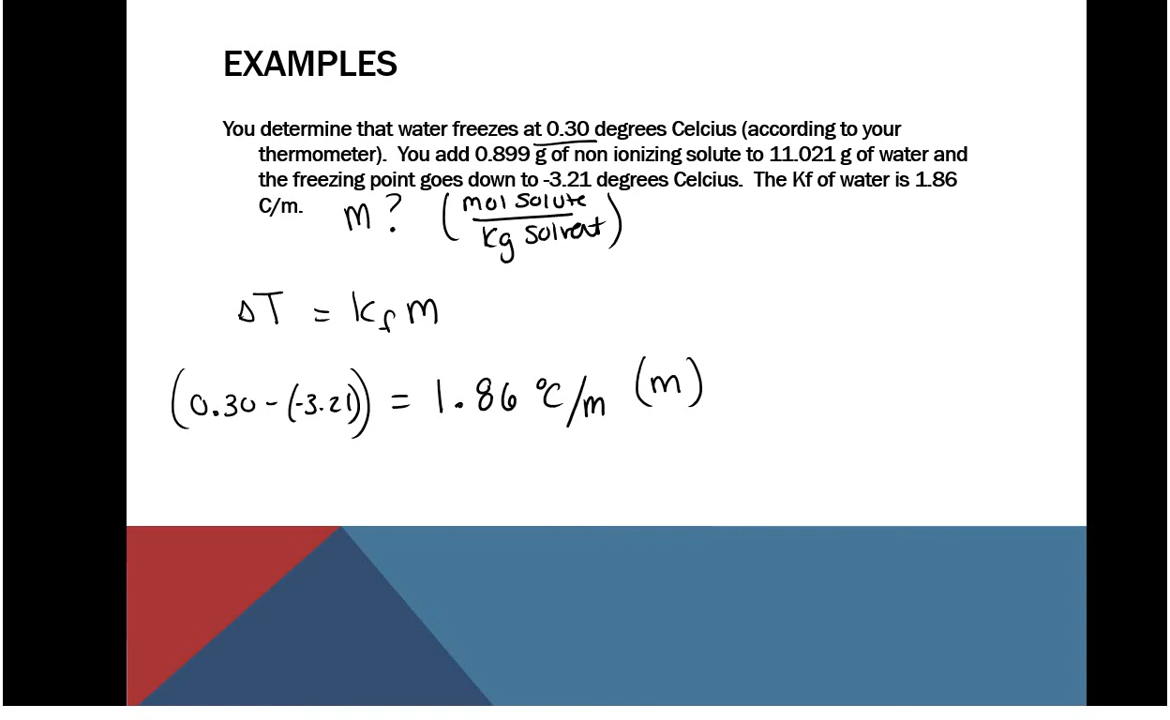 EXAMPLES
You determine that water freezes at 0.30 degrees Celcius (according to your
thermometer). You add 0.899 g of non ionizing solute to 11.021 g of water and
the freezing point goes down to -3.21 degrees Celcius. The Kf of water is 1.86
C/m. m? (mol solute / kg solvent)
ΔT = kf m
(0.30 - (-3.21)) = 1.86 °C/m (m)